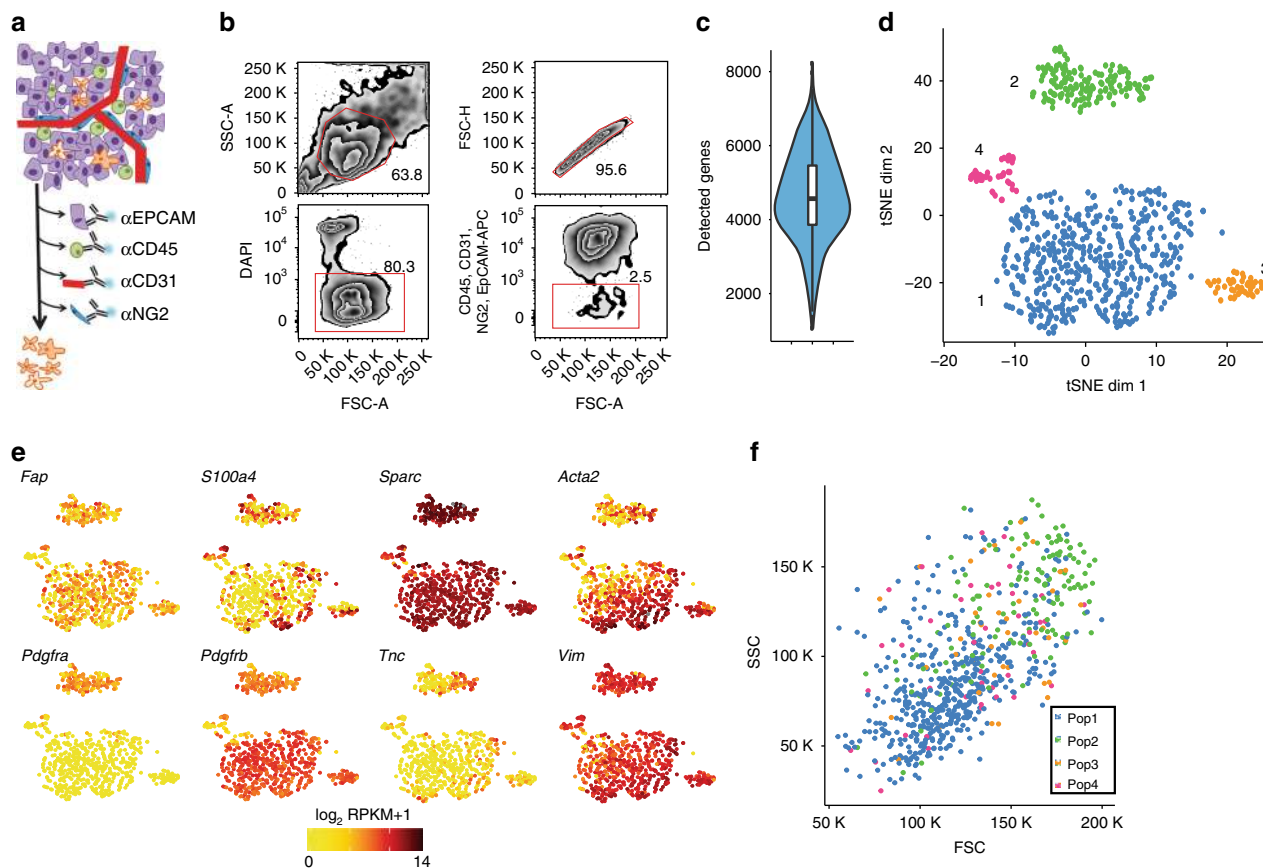 a
αEPCAM
αCD45
αCD31
αNG2
b
SSC-A
250 K
200 K
150 K
100 K
50 K
0
63.8
FSC-H
250 K
200 K
150 K
100 K
50 K
0
95.6
DAPI
10^5
10^4
10^3
0
80.3
0
50 K
100 K
150 K
200 K
250 K
FSC-A
CD45, CD31,
NG2, EpCAM-APC
10^5
10^4
10^3
0
2.5
0
50 K
100 K
150 K
200 K
250 K
FSC-A
c
Detected genes
8000
6000
4000
2000
d
tSNE dim 2
40
20
0
−20
2
4
1
3
−20
−10
0
10
20
tSNE dim 1
e
Fap
S100a4
Sparc
Acta2
Pdgfra
Pdgfrb
Tnc
Vim
log2 RPKM+1
0
14
f
SSC
150 K
100 K
50 K
Pop1
Pop2
Pop3
Pop4
50 K
100 K
150 K
200 K
FSC